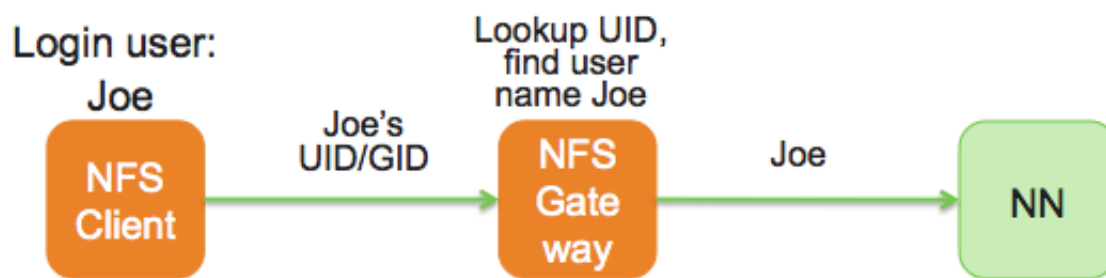 Login user:
Joe
NFS
Client
Joe's
UID/GID
Lookup UID,
find user
name Joe
NFS
Gate
way
Joe
NN